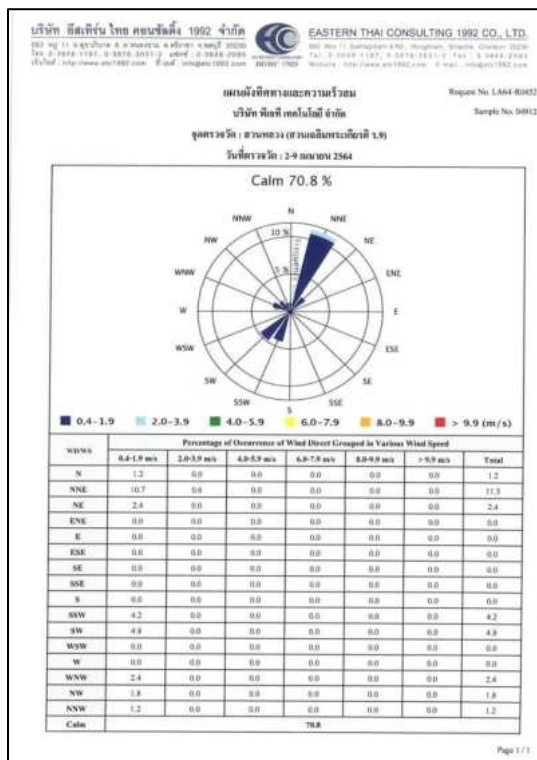 บริษัท อีสเทิร์น ไทย คอนซัลติ้ง 1992 จำกัด
EASTERN THAI CONSULTING 1992 CO., LTD.
แผนผังทิศทางและความเร็วลม
Request No. LA64-R0452
บริษัท พีเอที เทคโนโลยี จำกัด
Sample No. 04912
จุดตรวจวัด : สวนหลวง (สวนเฉลิมพระเกียรติ ร.9)
วันที่ตรวจวัด : 2-9 เมษายน 2564
Calm 70.8 %
N
NNW NNE
10 %
NW NE
WNW 5 % ENE
W E
WSW ESE
SW SE
SSW SSE
S
0.4-1.9 2.0-3.9 4.0-5.9 6.0-7.9 8.0-9.9 > 9.9 (m/s)
WD/WS Percentage of Occurrence of Wind Direct Grouped in Various Wind Speed
0.4-1.9 m/s 2.0-3.9 m/s 4.0-5.9 m/s 6.0-7.9 m/s 8.0-9.9 m/s > 9.9 m/s Total
N 1.2 0.0 0.0 0.0 0.0 0.0 1.2
NNE 10.7 0.6 0.0 0.0 0.0 0.0 11.3
NE 2.4 0.0 0.0 0.0 0.0 0.0 2.4
ENE 0.0 0.0 0.0 0.0 0.0 0.0 0.0
E 0.0 0.0 0.0 0.0 0.0 0.0 0.0
ESE 0.0 0.0 0.0 0.0 0.0 0.0 0.0
SE 0.0 0.0 0.0 0.0 0.0 0.0 0.0
SSE 0.0 0.0 0.0 0.0 0.0 0.0 0.0
S 0.0 0.0 0.0 0.0 0.0 0.0 0.0
SSW 4.2 0.0 0.0 0.0 0.0 0.0 4.2
SW 4.8 0.0 0.0 0.0 0.0 0.0 4.8
WSW 0.0 0.0 0.0 0.0 0.0 0.0 0.0
W 0.0 0.0 0.0 0.0 0.0 0.0 0.0
WNW 2.4 0.0 0.0 0.0 0.0 0.0 2.4
NW 1.8 0.0 0.0 0.0 0.0 0.0 1.8
NNW 1.2 0.0 0.0 0.0 0.0 0.0 1.2
Calm 70.8
Page 1 / 1